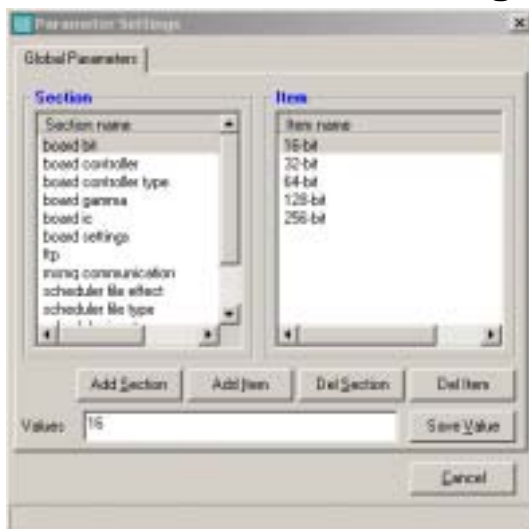 Parameter Settings
Global Parameters
Section
Section name
board bit
board controller
board controller type
board gamma
board ic
board settings
ftp
msmq communication
scheduler file effect
scheduler file type
Item
Item name
16-bit
32-bit
64-bit
128-bit
256-bit
Add Section
Add Item
Del Section
Del Item
Values
16
Save Value
Cancel